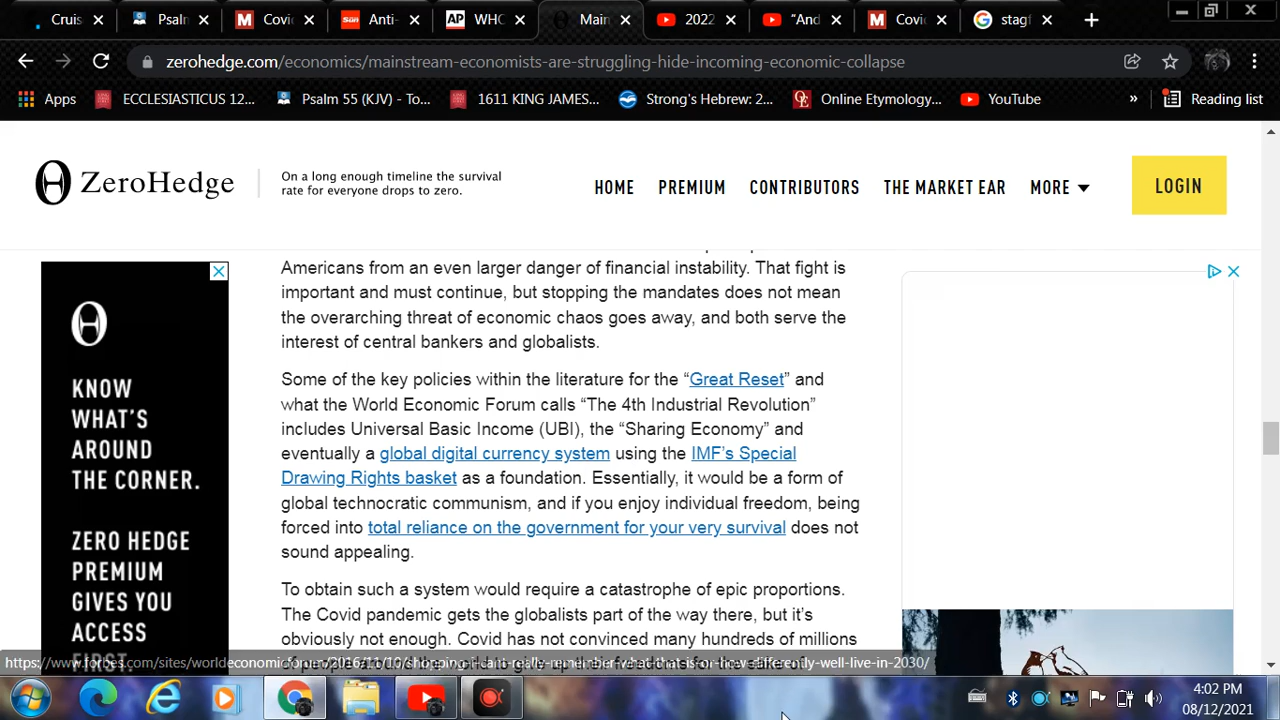 Cruis
Psaln
Covid
Anti-
WHC
Main
2022
"And
Covic
stagf
zerohedge.com/economics/mainstream-economists-are-struggling-hide-incoming-economic-collapse
Apps
ECCLESIASTICUS 12...
Psalm 55 (KJV) - To...
1611 KING JAMES...
Strong's Hebrew: 2...
Online Etymology...
YouTube
»
Reading list
ZeroHedge
On a long enough timeline the survival
rate for everyone drops to zero.
HOME
PREMIUM
CONTRIBUTORS
THE MARKET EAR
MORE
LOGIN
KNOW
WHAT'S
AROUND
THE CORNER.
ZERO HEDGE
PREMIUM
GIVES YOU
ACCESS
FIRST.
Americans from an even larger danger of financial instability. That fight is
important and must continue, but stopping the mandates does not mean
the overarching threat of economic chaos goes away, and both serve the
interest of central bankers and globalists.
Some of the key policies within the literature for the “Great Reset” and
what the World Economic Forum calls “The 4th Industrial Revolution”
includes Universal Basic Income (UBI), the “Sharing Economy” and
eventually a global digital currency system using the IMF’s Special
Drawing Rights basket as a foundation. Essentially, it would be a form of
global technocratic communism, and if you enjoy individual freedom, being
forced into total reliance on the government for your very survival does not
sound appealing.
To obtain such a system would require a catastrophe of epic proportions.
The Covid pandemic gets the globalists part of the way there, but it’s
obviously not enough. Covid has not convinced many hundreds of millions
4:02 PM
08/12/2021